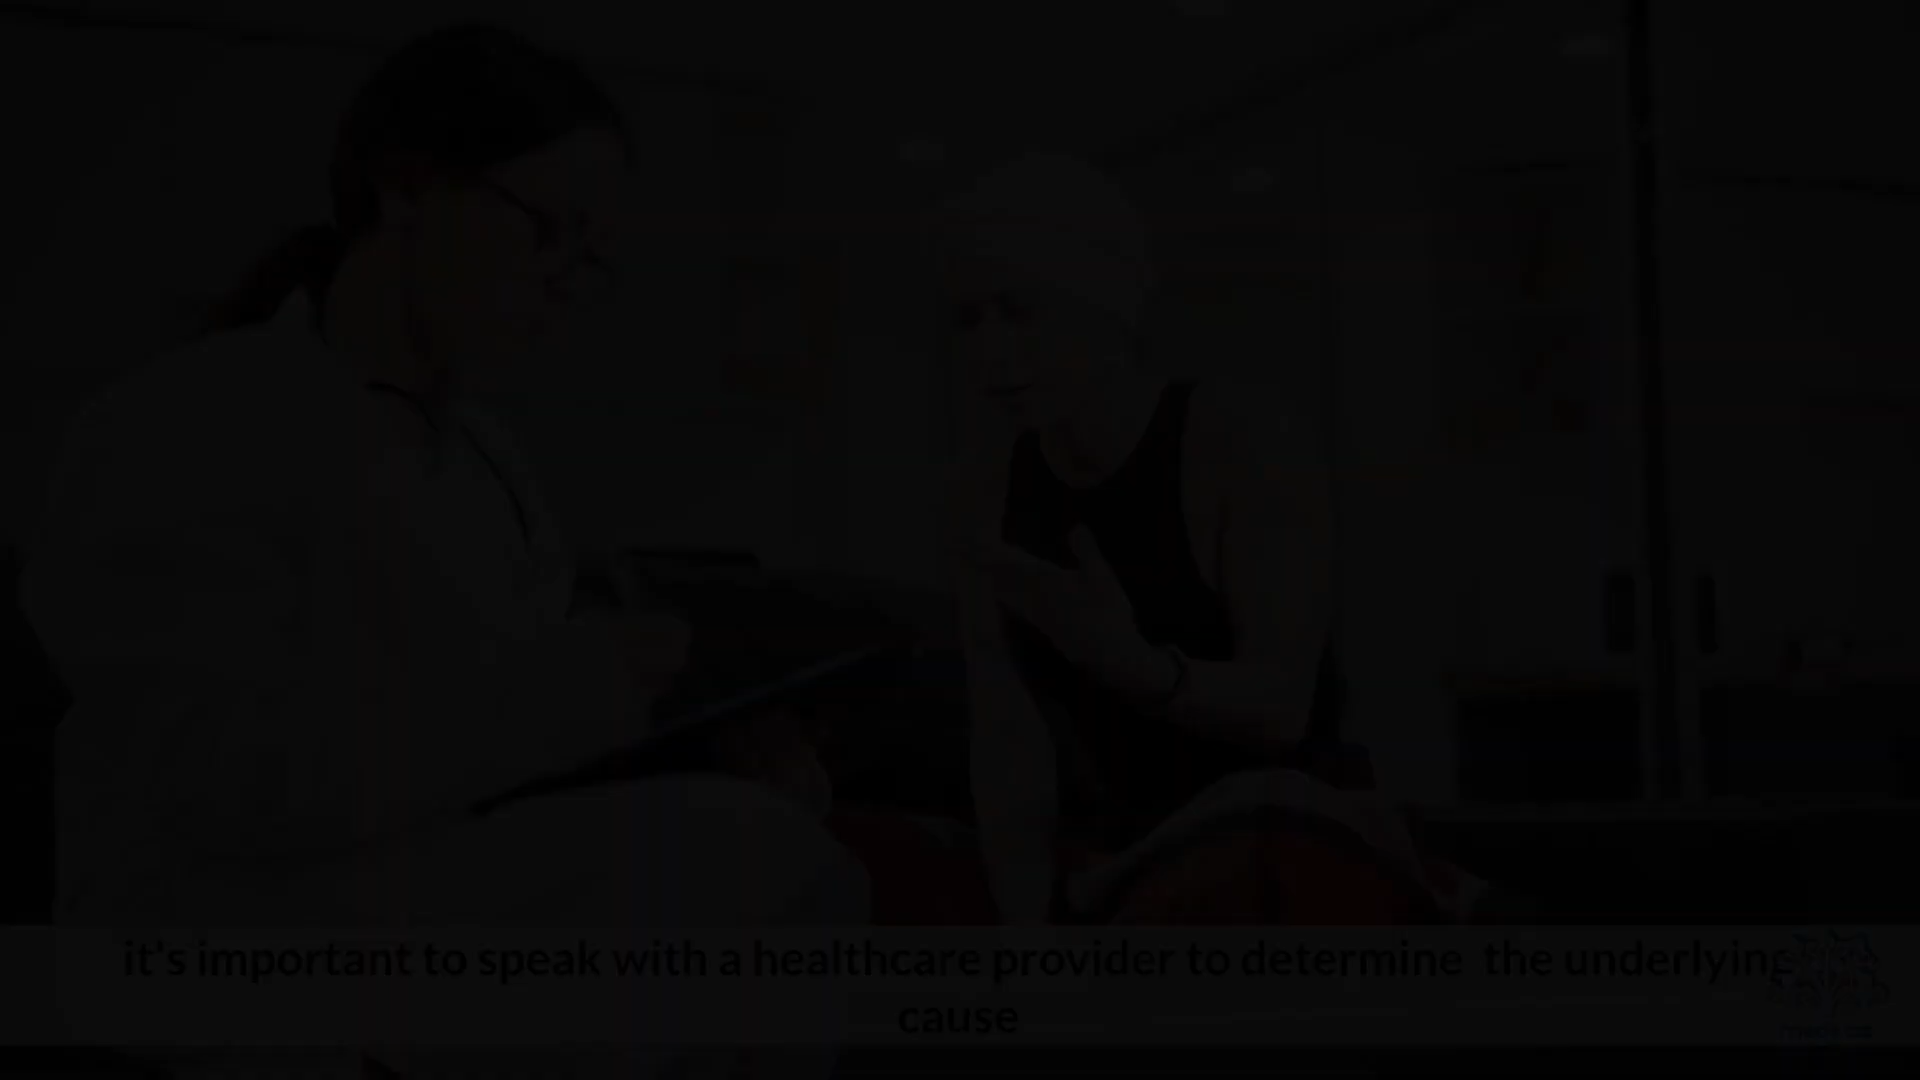 it's important to speak with a healthcare provider to determine the underlying
cause